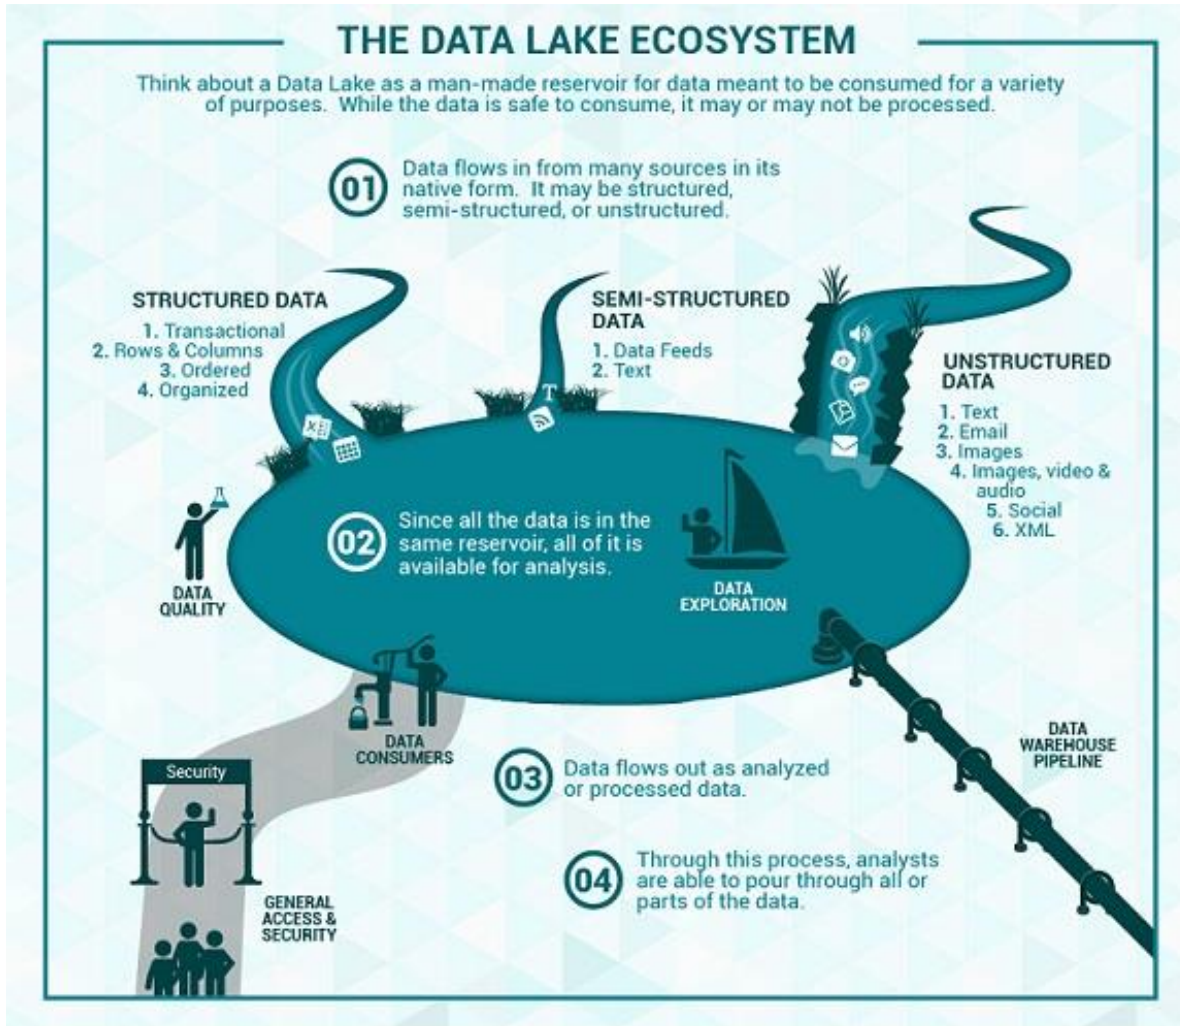 THE DATA LAKE ECOSYSTEM
Think about a Data Lake as a man-made reservoir for data meant to be consumed for a variety
of purposes. While the data is safe to consume, it may or may not be processed.
01
Data flows in from many sources in its
native form. It may be structured,
semi-structured, or unstructured.
STRUCTURED DATA
1. Transactional
2. Rows & Columns
3. Ordered
4. Organized
SEMI-STRUCTURED
DATA
1. Data Feeds
2. Text
T
X
UNSTRUCTURED
DATA
1. Text
2. Email
3. Images
4. Images, video &
audio
5. Social
6. XML
02
Since all the data is in the
same reservoir, all of it is
available for analysis.
DATA
QUALITY
DATA
EXPLORATION
DATA
CONSUMERS
DATA
WAREHOUSE
PIPELINE
03
Data flows out as analyzed
or processed data.
Security
04
Through this process, analysts
are able to pour through all or
parts of the data.
GENERAL
ACCESS &
SECURITY